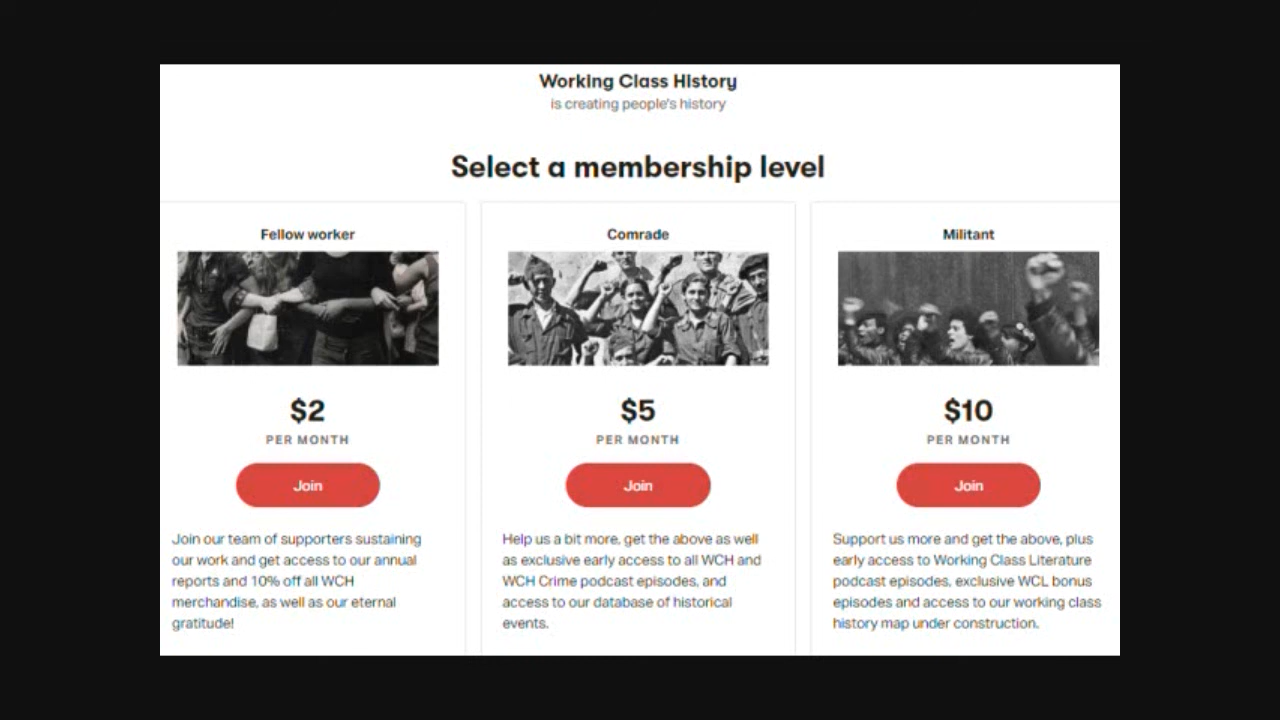 Working Class History
is creating people's history
Select a membership level
Fellow worker
$2
PER MONTH
Join
Join our team of supporters sustaining
our work and get access to our annual
reports and 10% off all WCH
merchandise, as well as our eternal
gratitude!
Comrade
$5
PER MONTH
Join
Help us a bit more, get the above as well
as exclusive early access to all WCH and
WCH Crime podcast episodes, and
access to our database of historical
events.
Militant
$10
PER MONTH
Join
Support us more and get the above, plus
early access to Working Class Literature
podcast episodes, exclusive WCL bonus
episodes and access to our working class
history map under construction.